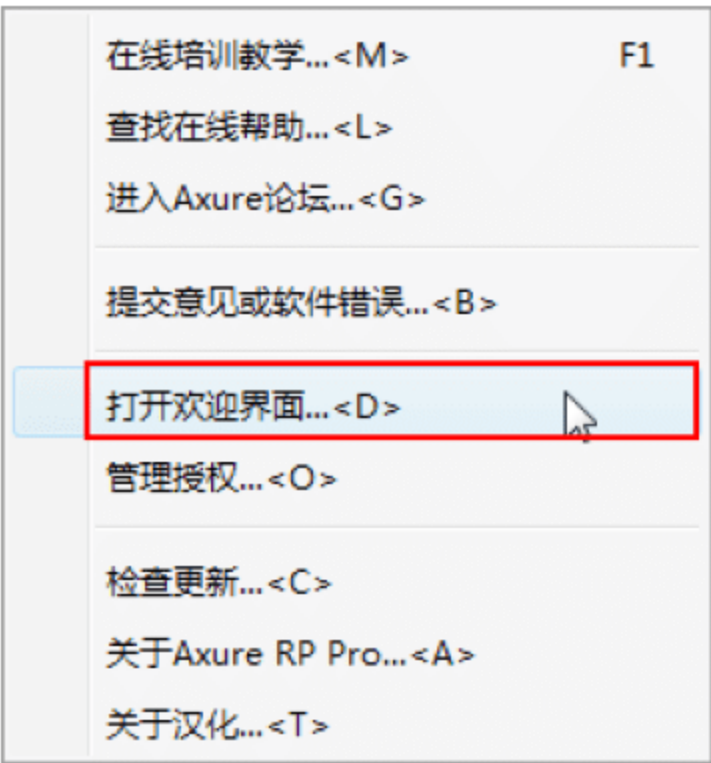 在线培训教学...<M> F1
查找在线帮助...<L>
进入Axure论坛...<G>
提交意见或软件错误...<B>
打开欢迎界面...<D>
管理授权...<O>
检查更新...<C>
关于Axure RP Pro...<A>
关于汉化...<T>